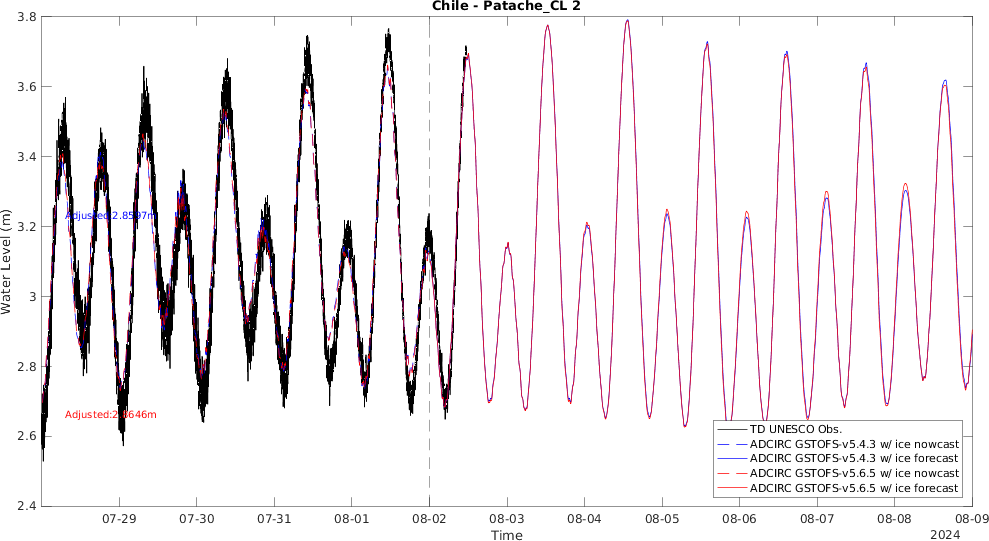 Chile - Patache_CL 2
Water Level (m)
3.8
3.6
3.4
3.2
3
2.8
2.6
2.4
Adjusted:2.8597m
Adjusted:2.8646m
TD UNESCO Obs.
ADCIRC GSTOFS-v5.4.3 w/ ice nowcast
ADCIRC GSTOFS-v5.4.3 w/ ice forecast
ADCIRC GSTOFS-v5.6.5 w/ ice nowcast
ADCIRC GSTOFS-v5.6.5 w/ ice forecast
07-29 07-30 07-31 08-01 08-02 08-03 08-04 08-05 08-06 08-07 08-08 08-09
Time
2024